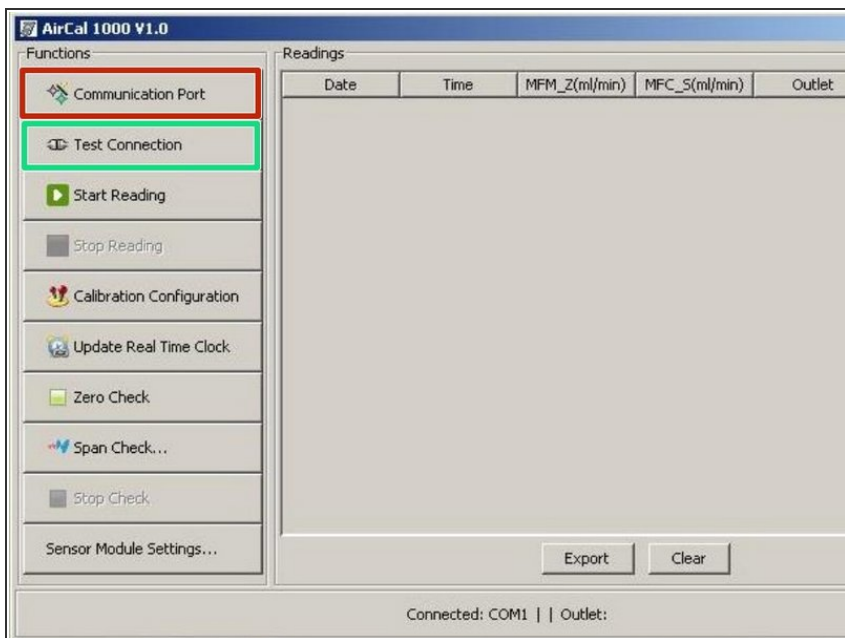 AirCal 1000 V1.0
Functions
Communication Port
Test Connection
Start Reading
Stop Reading
Calibration Configuration
Update Real Time Clock
Zero Check
Span Check...
Stop Check
Sensor Module Settings...
Readings
Date Time MFM_Z(ml/min) MFC_S(ml/min) Outlet
Export Clear
Connected: COM1 | | Outlet: